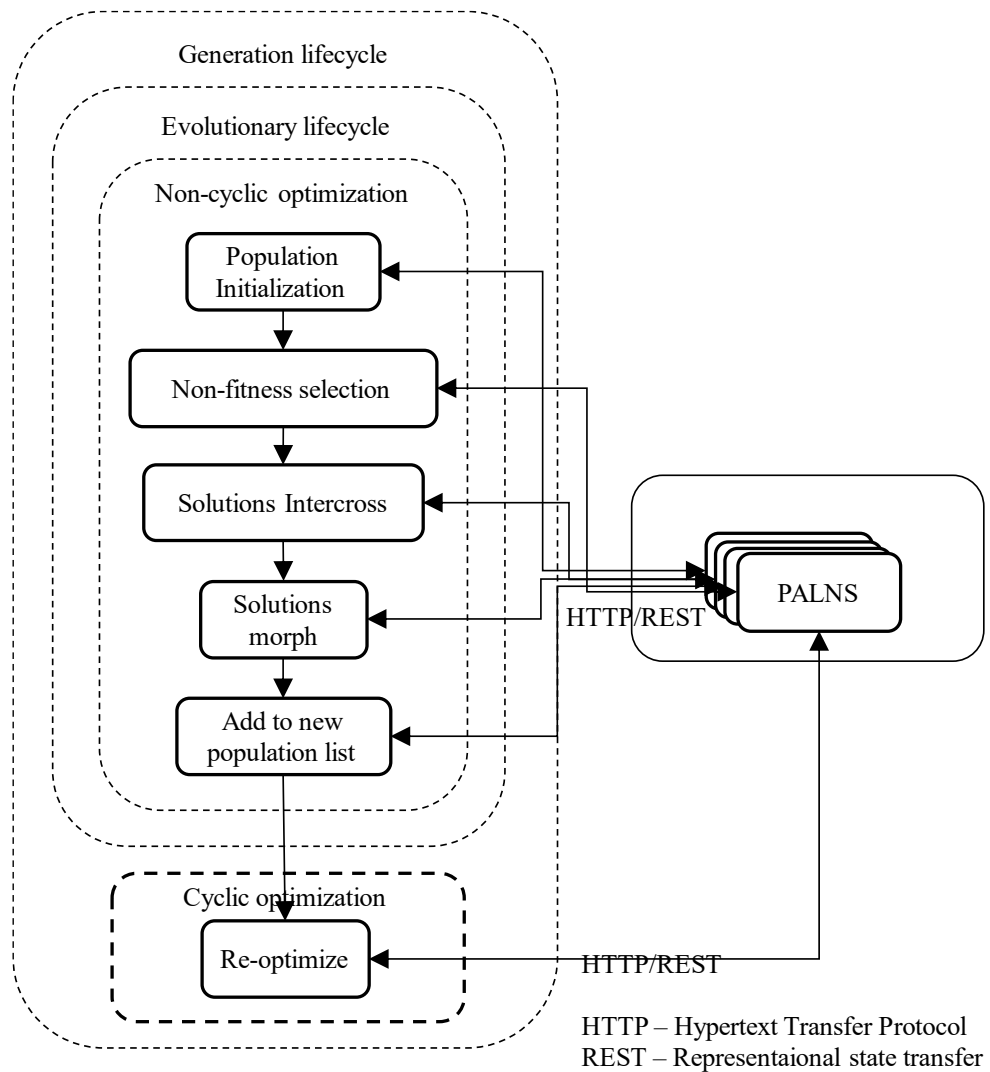 Generation lifecycle
Evolutionary lifecycle
Non-cyclic optimization
Population
Initialization
Non-fitness selection
Solutions Intercross
Solutions
morph
Add to new
population list
Cyclic optimization
Re-optimize
PALNS
HTTP/REST
HTTP/REST
HTTP – Hypertext Transfer Protocol
REST – Representaional state transfer